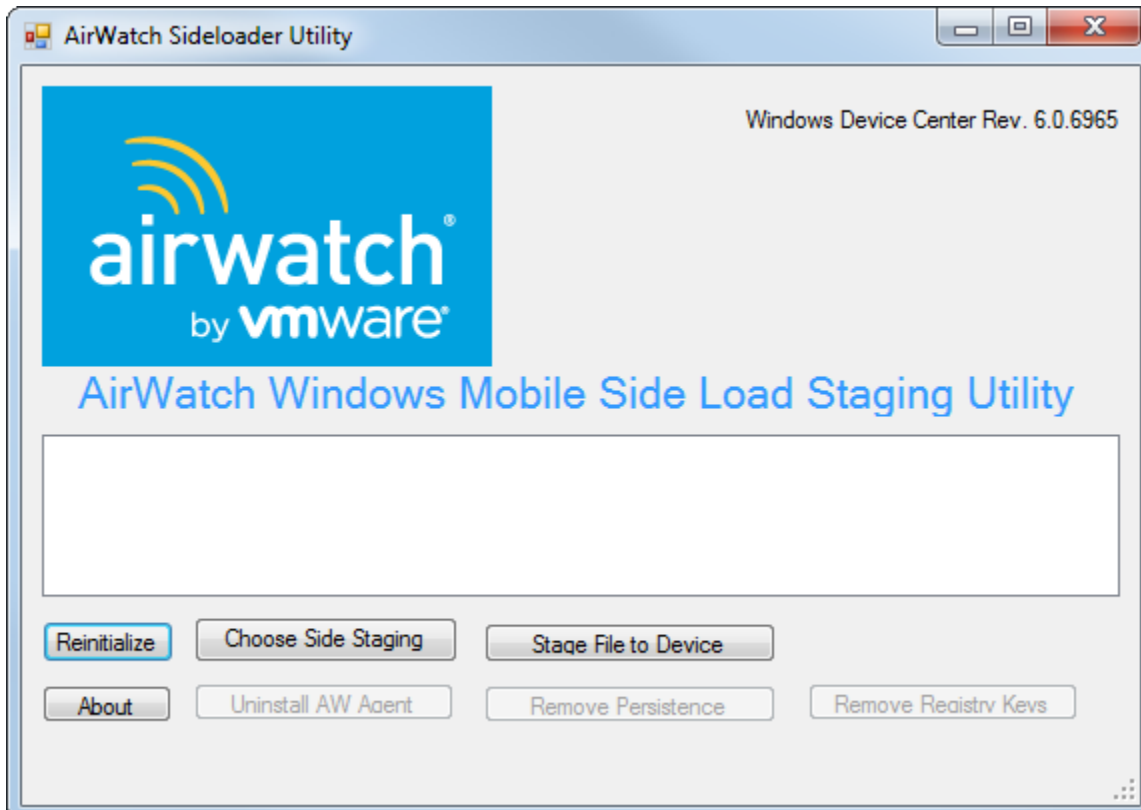 AirWatch Sideloader Utility
Windows Device Center Rev. 6.0.6965
airwatch®
by vmware®
AirWatch Windows Mobile Side Load Staging Utility
Reinitialize
Choose Side Staging
Stage File to Device
About
Uninstall AW Agent
Remove Persistence
Remove Registry Keys